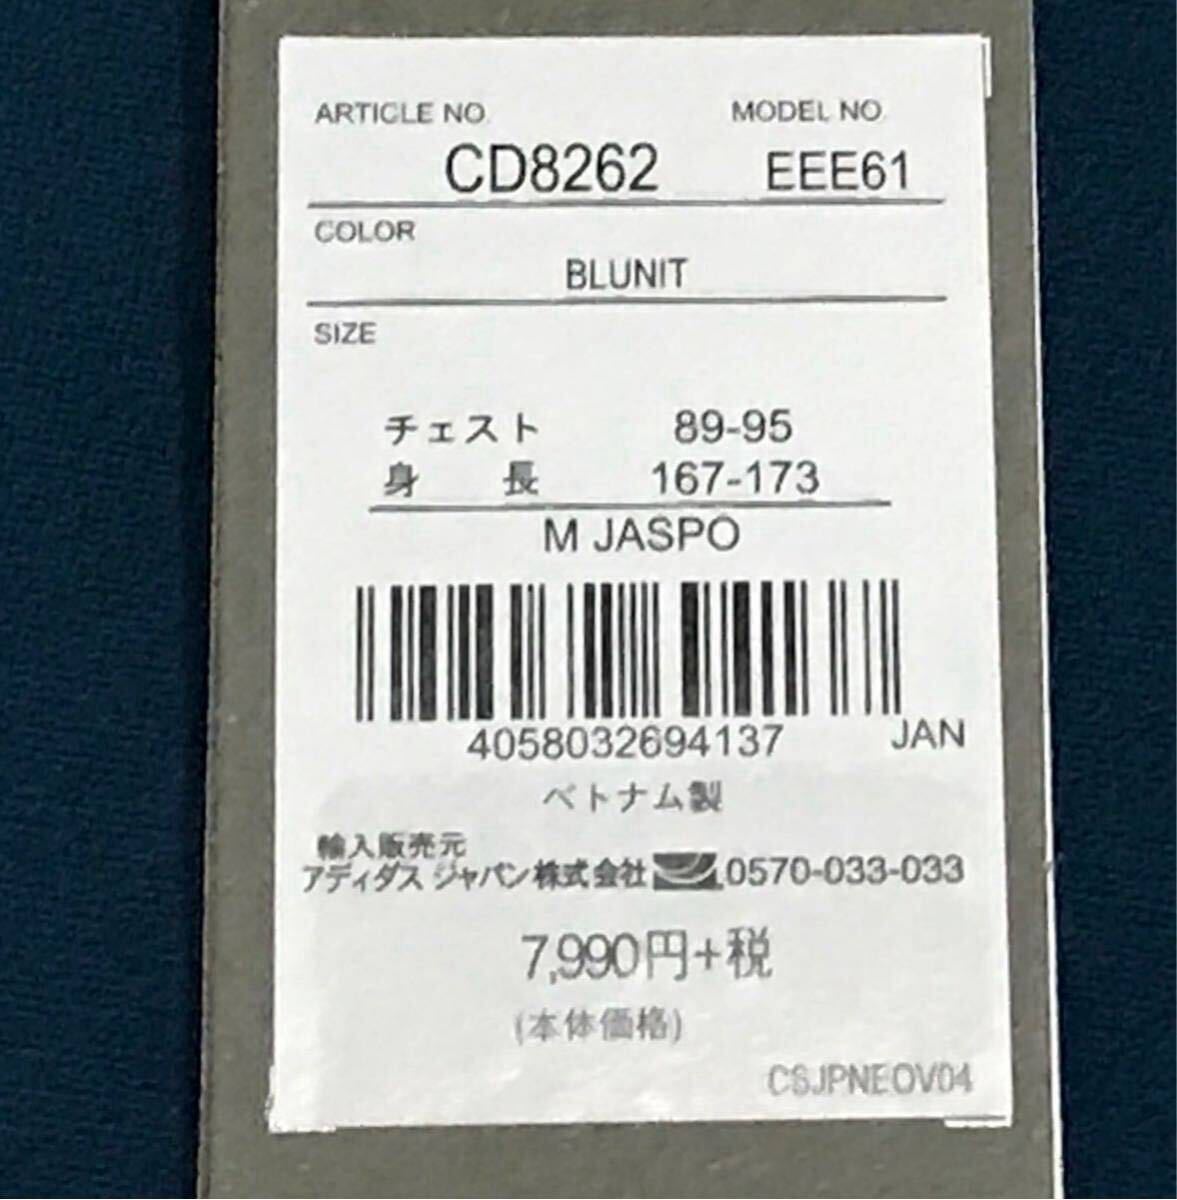 ARTICLE NO. MODEL NO.
CD8262 EEE61
COLOR
BLUNIT
SIZE
チェスト 89-95
身 長 167-173
M JASPO
4058032694137 JAN
ベトナム製
輸入販売元
アディダス ジャパン株式会社 0570-033-033
7,990円+税
(本体価格)
CSJPNEOV04